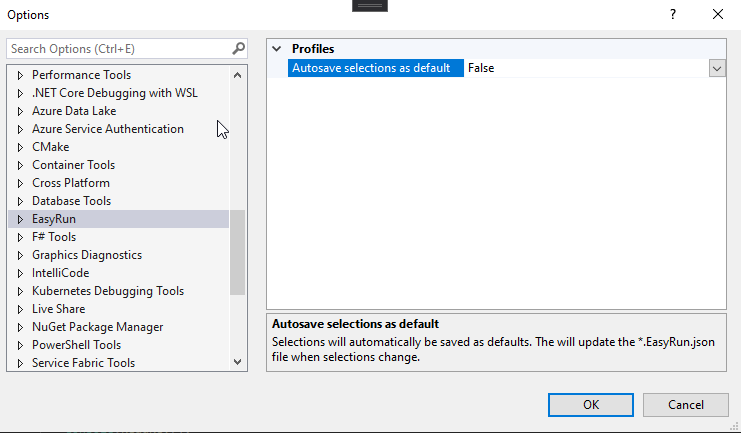 Options
?
Search Options (Ctrl+E)
Performance Tools
.NET Core Debugging with WSL
Azure Data Lake
Azure Service Authentication
CMake
Container Tools
Cross Platform
Database Tools
EasyRun
F# Tools
Graphics Diagnostics
IntelliCode
Kubernetes Debugging Tools
Live Share
NuGet Package Manager
PowerShell Tools
Service Fabric Tools
Profiles
Autosave selections as default False
Autosave selections as default
Selections will automatically be saved as defaults. The will update the *.EasyRun.json
file when selections change.
OK Cancel